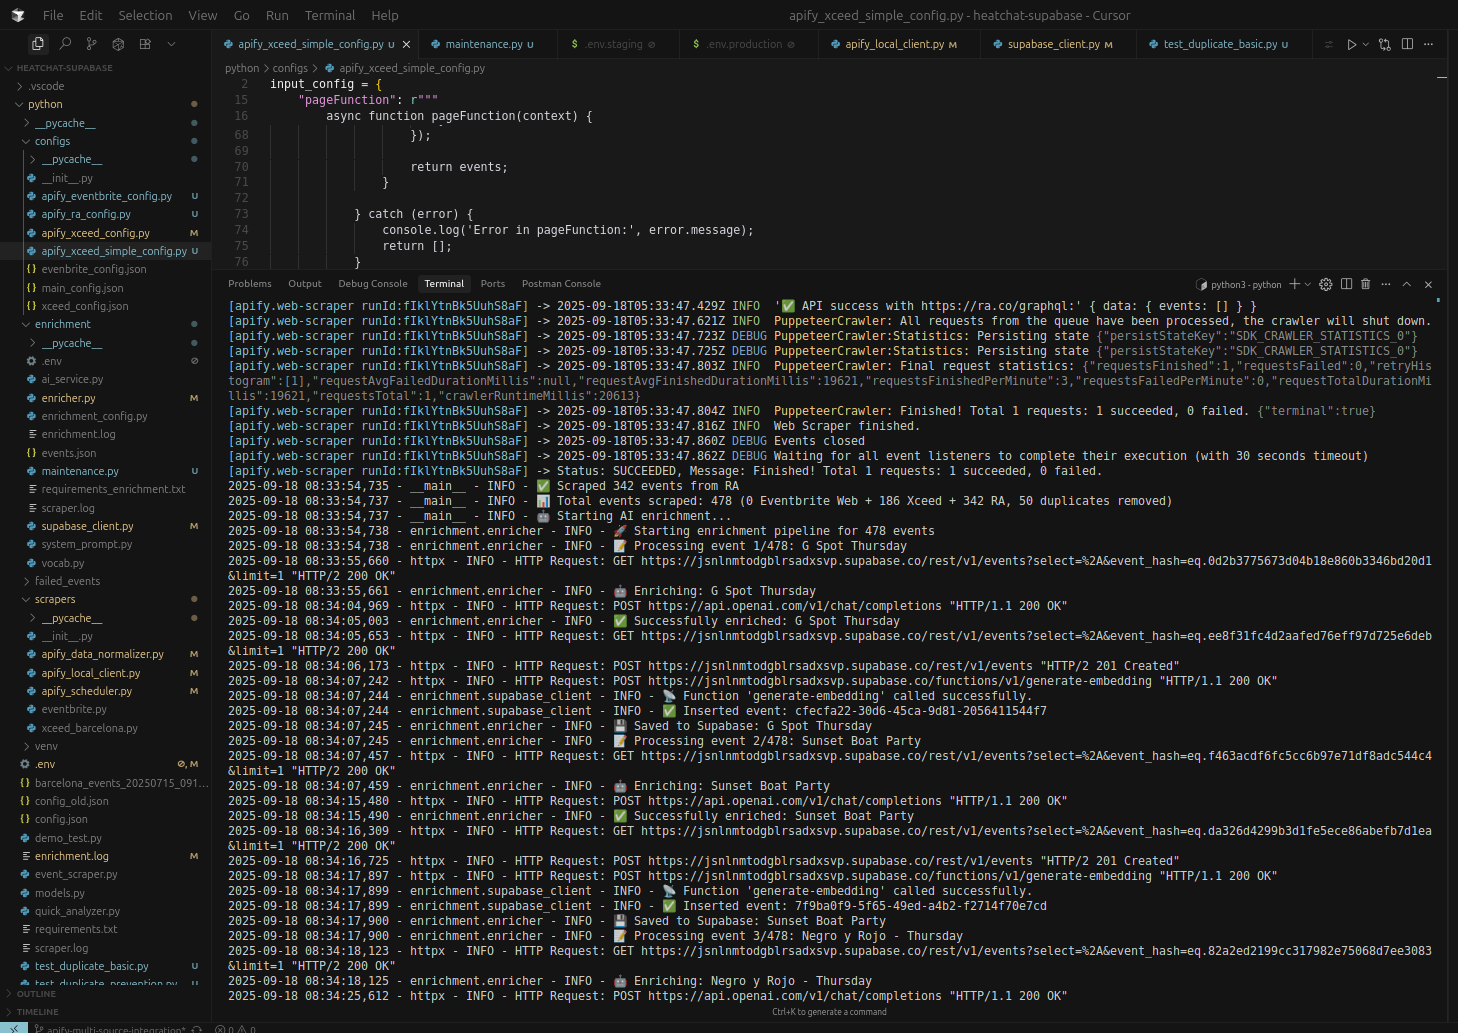 File Edit Selection View Go Run Terminal Help
apify_xceed_simple_config.py - heatchat-supabase - Cursor
HEATCHAT-SUPABASE
.vscode
python
__pycache__
configs
__pycache__
__init__.py
apify_eventbrite_config.py U
apify_ra_config.py U
apify_xceed_config.py M
apify_xceed_simple_config.py U
evenbrite_config.json
main_config.json
xceed_config.json
enrichment
__pycache__
.env
ai_service.py
enricher.py M
enrichment_config.py
enrichment.log
events.json
maintenance.py U
requirements_enrichment.txt
scraper.log
supabase_client.py M
system_prompt.py
vocab.py
failed_events
scrapers
__pycache__
__init__.py
apify_data_normalizer.py M
apify_local_client.py M
apify_scheduler.py M
eventbrite.py
xceed_barcelona.py
venv
.env M
barcelona_events_20250715_091...
config_old.json
config.json
demo_test.py
enrichment.log M
event_scraper.py
models.py
quick_analyzer.py
requirements.txt
scraper.log
test_duplicate_basic.py U
test_duplicate_prevention.py U
OUTLINE
TIMELINE
apify-multi-source-integration* 0 0
apify_xceed_simple_config.py U maintenance.py U $ .env.staging $ .env.production apify_local_client.py M supabase_client.py M test_duplicate_basic.py U
python > configs > apify_xceed_simple_config.py
2 input_config = {
15 "pageFunction": r"""
16 async function pageFunction(context) {
68 });
69
70 return events;
71 }
72
73 } catch (error) {
74 console.log('Error in pageFunction:', error.message);
75 return [];
76 }
Problems Output Debug Console Terminal Ports Postman Console
python3 - python
[apify.web-scraper runId:fIklYtnBk5UuhS8aF] -> 2025-09-18T05:33:47.429Z INFO '✅ API success with https://ra.co/graphql:' { data: { events: [] } }
[apify.web-scraper runId:fIklYtnBk5UuhS8aF] -> 2025-09-18T05:33:47.621Z INFO PuppeteerCrawler: All requests from the queue have been processed, the crawler will shut down.
[apify.web-scraper runId:fIklYtnBk5UuhS8aF] -> 2025-09-18T05:33:47.723Z DEBUG PuppeteerCrawler:Statistics: Persisting state {"persistStateKey":"SDK_CRAWLER_STATISTICS_0"}
[apify.web-scraper runId:fIklYtnBk5UuhS8aF] -> 2025-09-18T05:33:47.725Z DEBUG PuppeteerCrawler:Statistics: Persisting state {"persistStateKey":"SDK_CRAWLER_STATISTICS_0"}
[apify.web-scraper runId:fIklYtnBk5UuhS8aF] -> 2025-09-18T05:33:47.803Z INFO PuppeteerCrawler: Final request statistics: {"requestsFinished":1,"requestsFailed":0,"retryHis
togram":[1],"requestAvgFailedDurationMillis":null,"requestAvgFinishedDurationMillis":19621,"requestsFinishedPerMinute":3,"requestsFailedPerMinute":0,"requestTotalDurationMi
llis":19621,"requestsTotal":1,"crawlerRuntimeMillis":20613}
[apify.web-scraper runId:fIklYtnBk5UuhS8aF] -> 2025-09-18T05:33:47.804Z INFO PuppeteerCrawler: Finished! Total 1 requests: 1 succeeded, 0 failed. {"terminal":true}
[apify.web-scraper runId:fIklYtnBk5UuhS8aF] -> 2025-09-18T05:33:47.816Z INFO Web Scraper finished.
[apify.web-scraper runId:fIklYtnBk5UuhS8aF] -> 2025-09-18T05:33:47.860Z DEBUG Events closed
[apify.web-scraper runId:fIklYtnBk5UuhS8aF] -> 2025-09-18T05:33:47.862Z DEBUG Waiting for all event listeners to complete their execution (with 30 seconds timeout)
[apify.web-scraper runId:fIklYtnBk5UuhS8aF] -> Status: SUCCEEDED, Message: Finished! Total 1 requests: 1 succeeded, 0 failed.
2025-09-18 08:33:54,735 - __main__ - INFO - ✅ Scraped 342 events from RA
2025-09-18 08:33:54,737 - __main__ - INFO - 📊 Total events scraped: 478 (0 Eventbrite Web + 186 Xceed + 342 RA, 50 duplicates removed)
2025-09-18 08:33:54,737 - __main__ - INFO - 🤖 Starting AI enrichment...
2025-09-18 08:33:54,738 - enrichment.enricher - INFO - 🚀 Starting enrichment pipeline for 478 events
2025-09-18 08:33:54,738 - enrichment.enricher - INFO - 📝 Processing event 1/478: G Spot Thursday
2025-09-18 08:33:55,660 - httpx - INFO - HTTP Request: GET https://jsnlnmtodgblrsadxsvp.supabase.co/rest/v1/events?select=%2A&event_hash=eq.0d2b3775673d04b18e860b3346bd20d1
&limit=1 "HTTP/2 200 OK"
2025-09-18 08:33:55,661 - enrichment.enricher - INFO - 🤖 Enriching: G Spot Thursday
2025-09-18 08:34:04,969 - httpx - INFO - HTTP Request: POST https://api.openai.com/v1/chat/completions "HTTP/1.1 200 OK"
2025-09-18 08:34:05,003 - enrichment.enricher - INFO - ✅ Successfully enriched: G Spot Thursday
2025-09-18 08:34:05,653 - httpx - INFO - HTTP Request: GET https://jsnlnmtodgblrsadxsvp.supabase.co/rest/v1/events?select=%2A&event_hash=eq.ee8f31fc4d2aafed76eff97d725e6deb
&limit=1 "HTTP/2 200 OK"
2025-09-18 08:34:06,173 - httpx - INFO - HTTP Request: POST https://jsnlnmtodgblrsadxsvp.supabase.co/rest/v1/events "HTTP/2 201 Created"
2025-09-18 08:34:07,242 - httpx - INFO - HTTP Request: POST https://jsnlnmtodgblrsadxsvp.supabase.co/functions/v1/generate-embedding "HTTP/1.1 200 OK"
2025-09-18 08:34:07,244 - enrichment.supabase_client - INFO - 📡 Function 'generate-embedding' called successfully.
2025-09-18 08:34:07,244 - enrichment.supabase_client - INFO - ✅ Inserted event: cfecfa22-30d6-45ca-9d81-2056411544f7
2025-09-18 08:34:07,245 - enrichment.enricher - INFO - 💾 Saved to Supabase: G Spot Thursday
2025-09-18 08:34:07,245 - enrichment.enricher - INFO - 📝 Processing event 2/478: Sunset Boat Party
2025-09-18 08:34:07,457 - httpx - INFO - HTTP Request: GET https://jsnlnmtodgblrsadxsvp.supabase.co/rest/v1/events?select=%2A&event_hash=eq.f463acdf6fc5cc6b97e71df8adc544c4
&limit=1 "HTTP/2 200 OK"
2025-09-18 08:34:07,459 - enrichment.enricher - INFO - 🤖 Enriching: Sunset Boat Party
2025-09-18 08:34:15,480 - httpx - INFO - HTTP Request: POST https://api.openai.com/v1/chat/completions "HTTP/1.1 200 OK"
2025-09-18 08:34:15,490 - enrichment.enricher - INFO - ✅ Successfully enriched: Sunset Boat Party
2025-09-18 08:34:16,309 - httpx - INFO - HTTP Request: GET https://jsnlnmtodgblrsadxsvp.supabase.co/rest/v1/events?select=%2A&event_hash=eq.da326d4299b3d1fe5ece86abefb7d1ea
&limit=1 "HTTP/2 200 OK"
2025-09-18 08:34:16,725 - httpx - INFO - HTTP Request: POST https://jsnlnmtodgblrsadxsvp.supabase.co/rest/v1/events "HTTP/2 201 Created"
2025-09-18 08:34:17,897 - httpx - INFO - HTTP Request: POST https://jsnlnmtodgblrsadxsvp.supabase.co/functions/v1/generate-embedding "HTTP/1.1 200 OK"
2025-09-18 08:34:17,899 - enrichment.supabase_client - INFO - 📡 Function 'generate-embedding' called successfully.
2025-09-18 08:34:17,899 - enrichment.supabase_client - INFO - ✅ Inserted event: 7f9ba0f9-5f65-49ed-a4b2-f2714f70e7cd
2025-09-18 08:34:17,900 - enrichment.enricher - INFO - 💾 Saved to Supabase: Sunset Boat Party
2025-09-18 08:34:17,900 - enrichment.enricher - INFO - 📝 Processing event 3/478: Negro y Rojo - Thursday
2025-09-18 08:34:18,123 - httpx - INFO - HTTP Request: GET https://jsnlnmtodgblrsadxsvp.supabase.co/rest/v1/events?select=%2A&event_hash=eq.82a2ed2199cc317982e75068d7ee3083
&limit=1 "HTTP/2 200 OK"
2025-09-18 08:34:18,125 - enrichment.enricher - INFO - 🤖 Enriching: Negro y Rojo - Thursday
2025-09-18 08:34:25,612 - httpx - INFO - HTTP Request: POST https://api.openai.com/v1/chat/completions "HTTP/1.1 200 OK"
Ctrl+K to generate a command